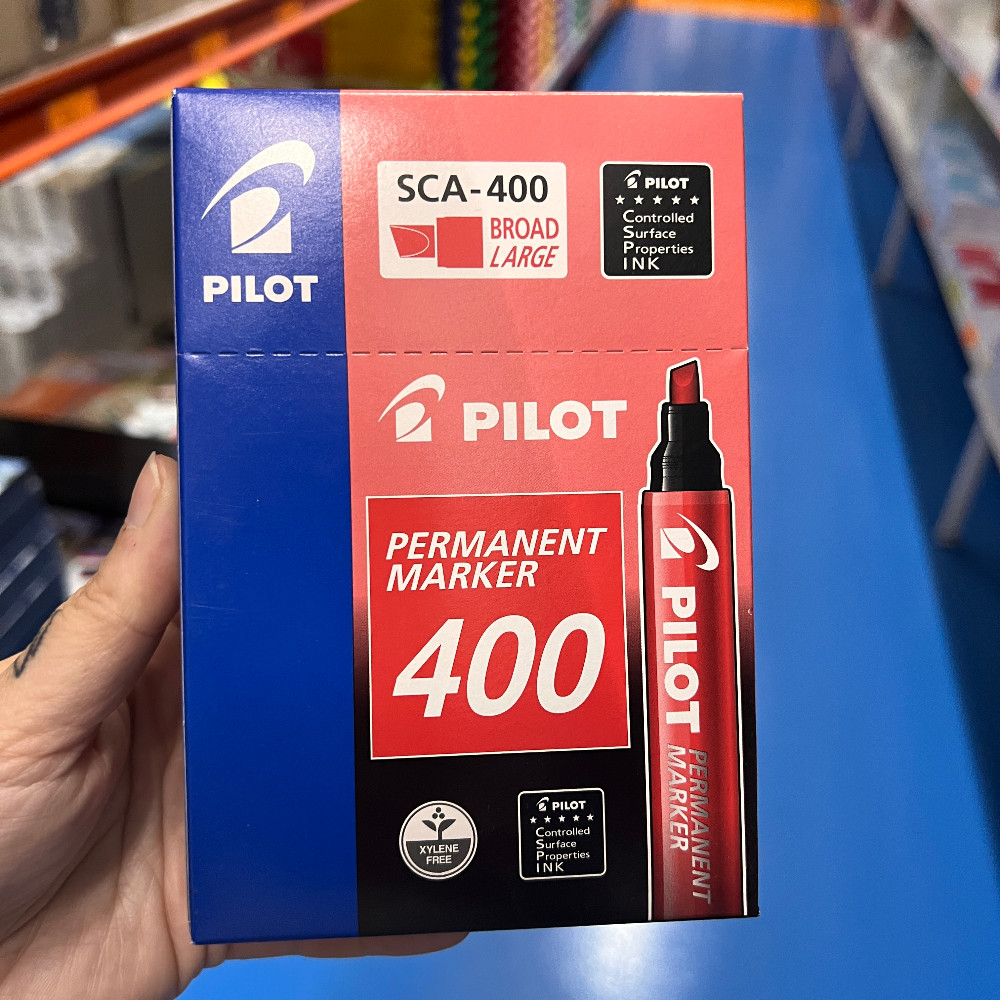 PILOT
SCA-400
BROAD
LARGE
PILOT
Controlled
Surface
Properties
INK
PILOT
PERMANENT
MARKER
400
PILOT
PERMANENT
MARKER
XYLENE
FREE
PILOT
Controlled
Surface
Properties
INK